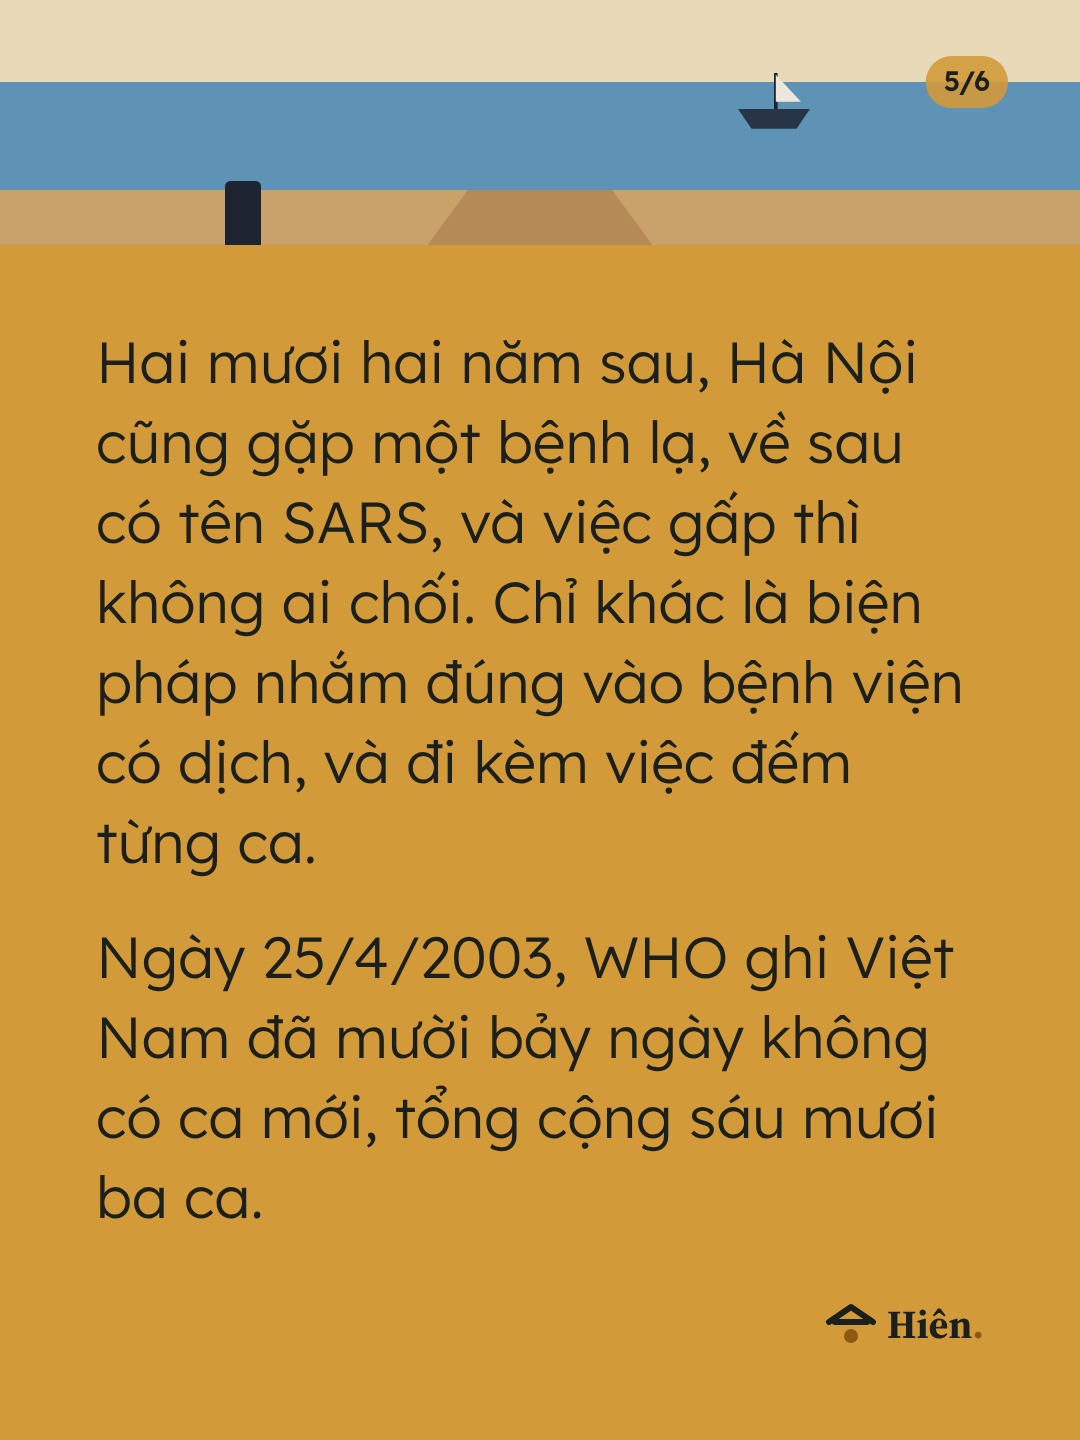 5/6
Hai mươi hai năm sau, Hà Nội
cũng gặp một bệnh lạ, về sau
có tên SARS, và việc gấp thì
không ai chối. Chỉ khác là biện
pháp nhắm đúng vào bệnh viện
có dịch, và đi kèm việc đếm
từng ca.
Ngày 25/4/2003, WHO ghi Việt
Nam đã mười bảy ngày không
có ca mới, tổng cộng sáu mươi
ba ca.
Hiên.